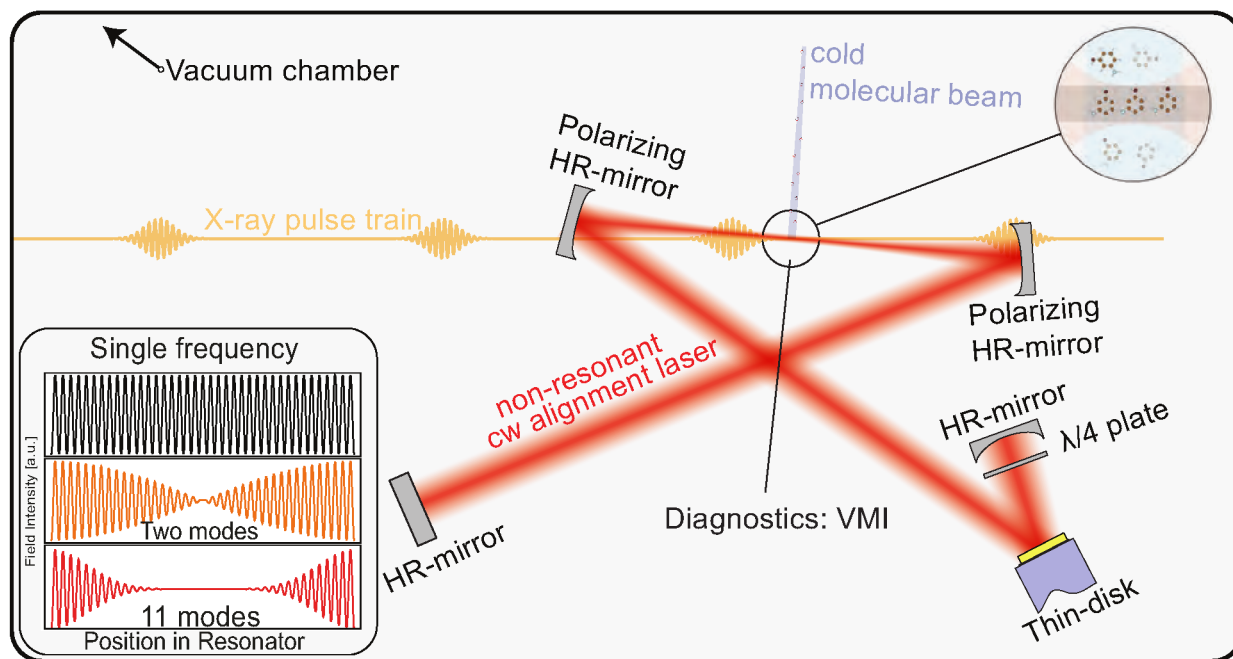 Vacuum chamber
cold
molecular beam
Polarizing
HR-mirror
X-ray pulse train
Polarizing
HR-mirror
non-resonant
cw alignment laser
HR-mirror
λ/4 plate
Diagnostics: VMI
HR-mirror
Thin-disk
Single frequency
Field Intensity [a.u.]
Two modes
11 modes
Position in Resonator